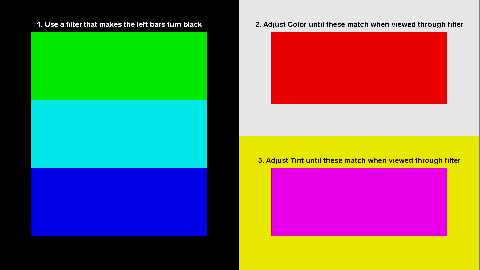 1. Use a filter that makes the left bars turn black
2. Adjust Color until these match when viewed through filter
3. Adjust Tint until these match when viewed through filter